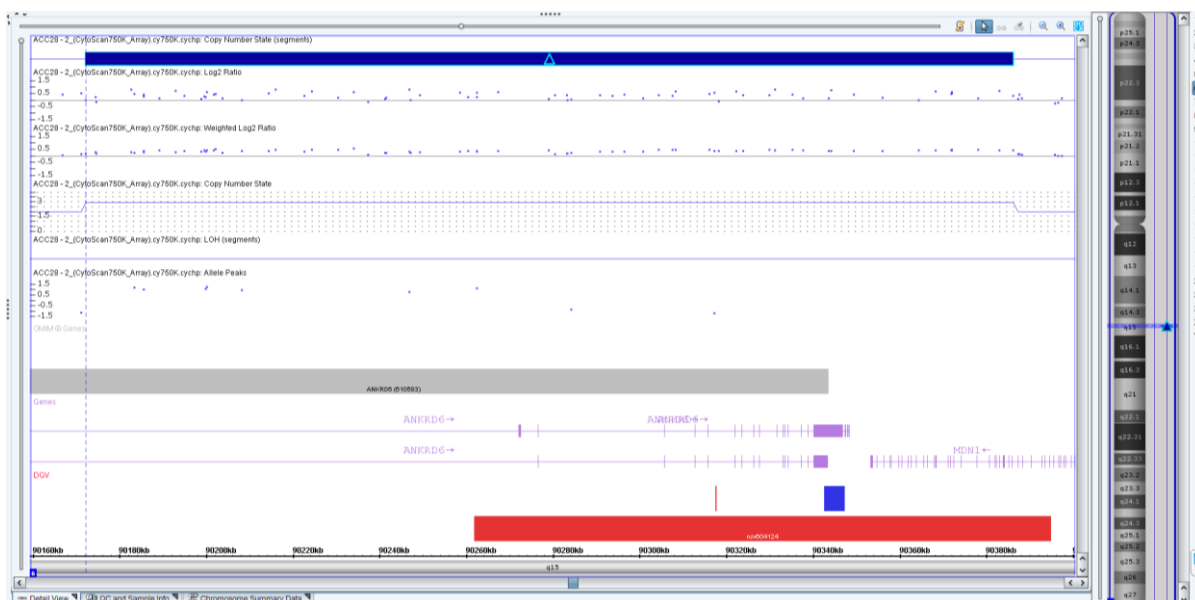 ACC28 - 2_(CytoScan750K_Array).cy750K.cychp: Copy Number State (segments)
ACC28 - 2_(CytoScan750K_Array).cy750K.cychp: Log2 Ratio
1.5
0.5
-0.5
-1.5
ACC28 - 2_(CytoScan750K_Array).cy750K.cychp: Weighted Log2 Ratio
1.5
0.5
-0.5
-1.5
ACC28 - 2_(CytoScan750K_Array).cy750K.cychp: Copy Number State
3
1.5
0
ACC28 - 2_(CytoScan750K_Array).cy750K.cychp: LOH (segments)
ACC28 - 2_(CytoScan750K_Array).cy750K.cychp: Allele Peaks
1.5
0.5
-0.5
-1.5
OMIM ® Genes
ANKRD6 (610583)
Genes
ANKRD6→
ANKRD6→
MDN1←
DGV
nsv604124
90160kb 90180kb 90200kb 90220kb 90240kb 90260kb 90280kb 90300kb 90320kb 90340kb 90360kb 90380kb
q15
6
Detail View QC and Sample Info Chromosome Summary Data
p25.1
p24.3
p22.3
p22.1
p21.31
p21.2
p21.1
p12.3
p12.1
q12
q13
q14.1
q14.3
q15
q16.1
q16.3
q21
q22.1
q22.31
q22.33
q23.2
q23.3
q24.1
q24.3
q25.1
q25.2
q25.3
q26
q27